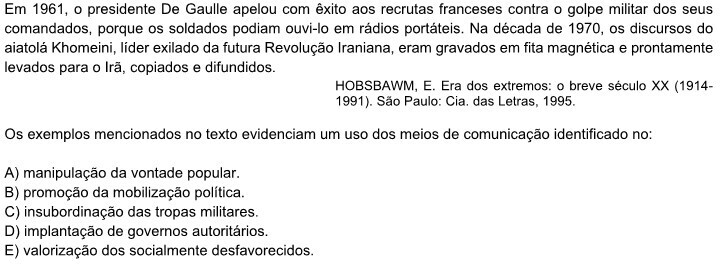 Em 1961, o presidente De Gaulle apelou com êxito aos recrutas franceses contra o golpe militar dos seus
comandados, porque os soldados podiam ouvi-lo em rádios portáteis. Na década de 1970, os discursos do
aiatolá Khomeini, líder exilado da futura Revolução Iraniana, eram gravados em fita magnética e prontamente
levados para o Irã, copiados e difundidos.
HOBSBAWM, E. Era dos extremos: o breve século XX (1914-
1991). São Paulo: Cia. das Letras, 1995.
Os exemplos mencionados no texto evidenciam um uso dos meios de comunicação identificado no:
A) manipulação da vontade popular.
B) promoção da mobilização política.
C) insubordinação das tropas militares.
D) implantação de governos autoritários.
E) valorização dos socialmente desfavorecidos.